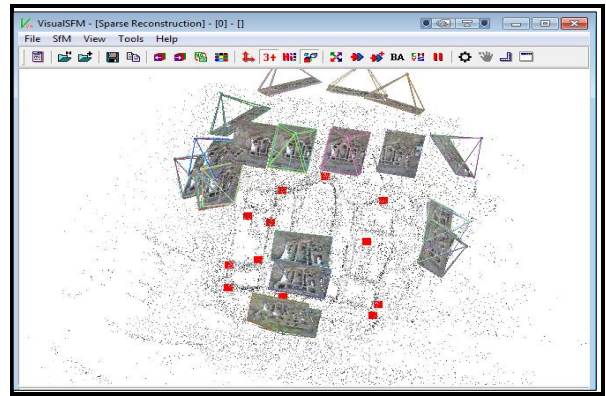 VisualSFM - [Sparse Reconstruction] - [0] - []
File SfM View Tools Help
3+ BA